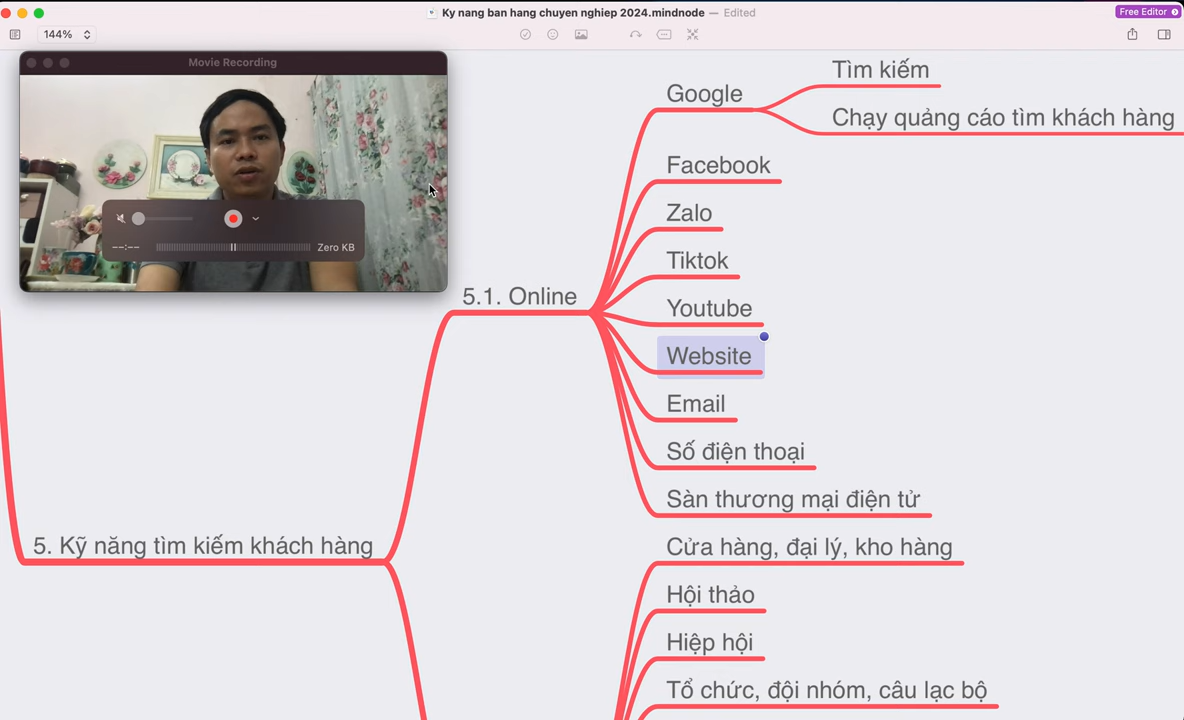 Ky nang ban hang chuyen nghiep 2024.mindnode — Edited
Free Editor
144%
Movie Recording
--:--
Zero KB
Tìm kiếm
Google
Chạy quảng cáo tìm khách hàng
Facebook
Zalo
Tiktok
5.1. Online
Youtube
Website
Email
Số điện thoại
Sàn thương mại điện tử
5. Kỹ năng tìm kiếm khách hàng
Cửa hàng, đại lý, kho hàng
Hội thảo
Hiệp hội
Tổ chức, đội nhóm, câu lạc bộ